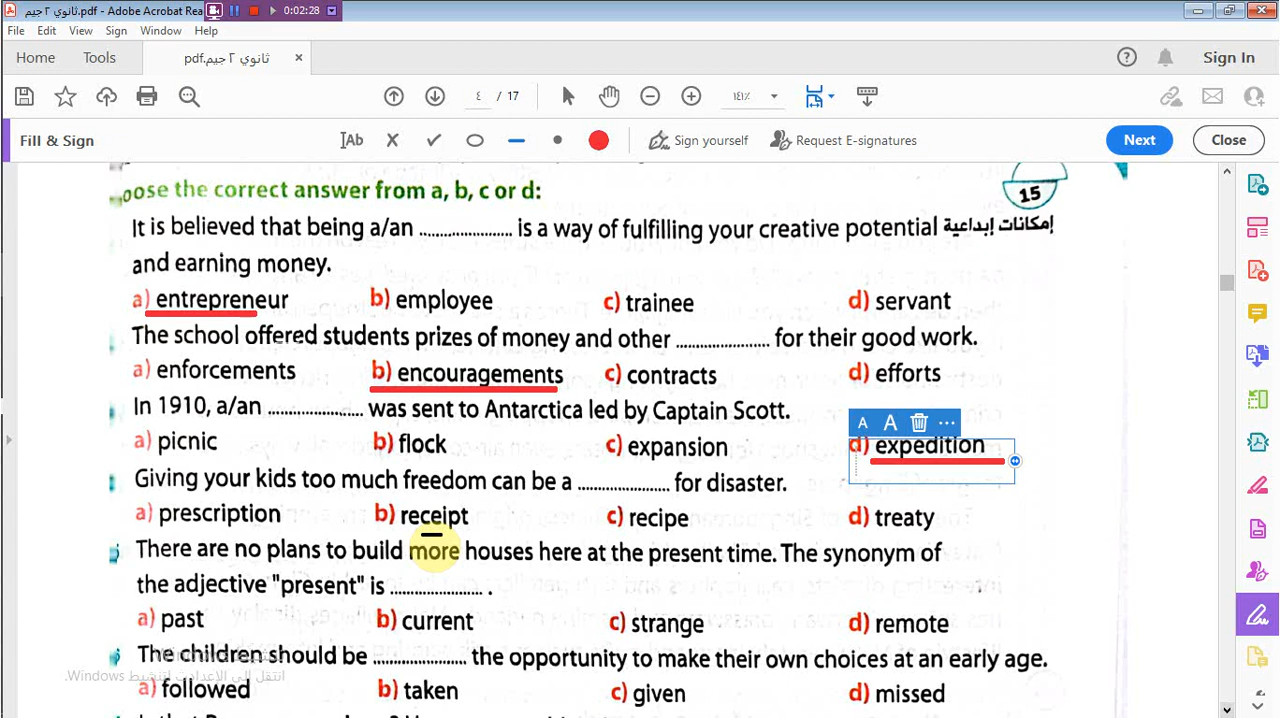 ثانوي ٢ جيم.pdf - Adobe Acrobat Rea
0:02:28
File Edit View Sign Window Help
Home Tools ثانوي ٢ جيم.pdf × Sign In
٤ / 17 ١٤١٪
Fill & Sign Ab Sign yourself Request E-signatures Next Close
oose the correct answer from a, b, c or d:
15
It is believed that being a/an ...................... is a way of fulfilling your creative potential إمكانات إبداعية
and earning money.
a) entrepreneur b) employee c) trainee d) servant
The school offered students prizes of money and other ...................... for their good work.
a) enforcements b) encouragements c) contracts d) efforts
In 1910, a/an ...................... was sent to Antarctica led by Captain Scott.
A A ...
a) picnic b) flock c) expansion d) expedition
Giving your kids too much freedom can be a ...................... for disaster.
a) prescription b) receipt c) recipe d) treaty
There are no plans to build more houses here at the present time. The synonym of
the adjective "present" is ...................... .
a) past b) current c) strange d) remote
The children should be ...................... the opportunity to make their own choices at an early age.
انتقل إلى الإعدادات لتنشيط Windows.
a) followed b) taken c) given d) missed